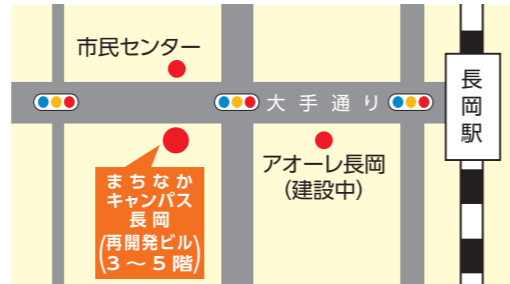 市民センター
大手通り
長岡駅
アオーレ長岡
(建設中)
まちなか
キャンパス
長岡
(再開発ビル
3～5階)